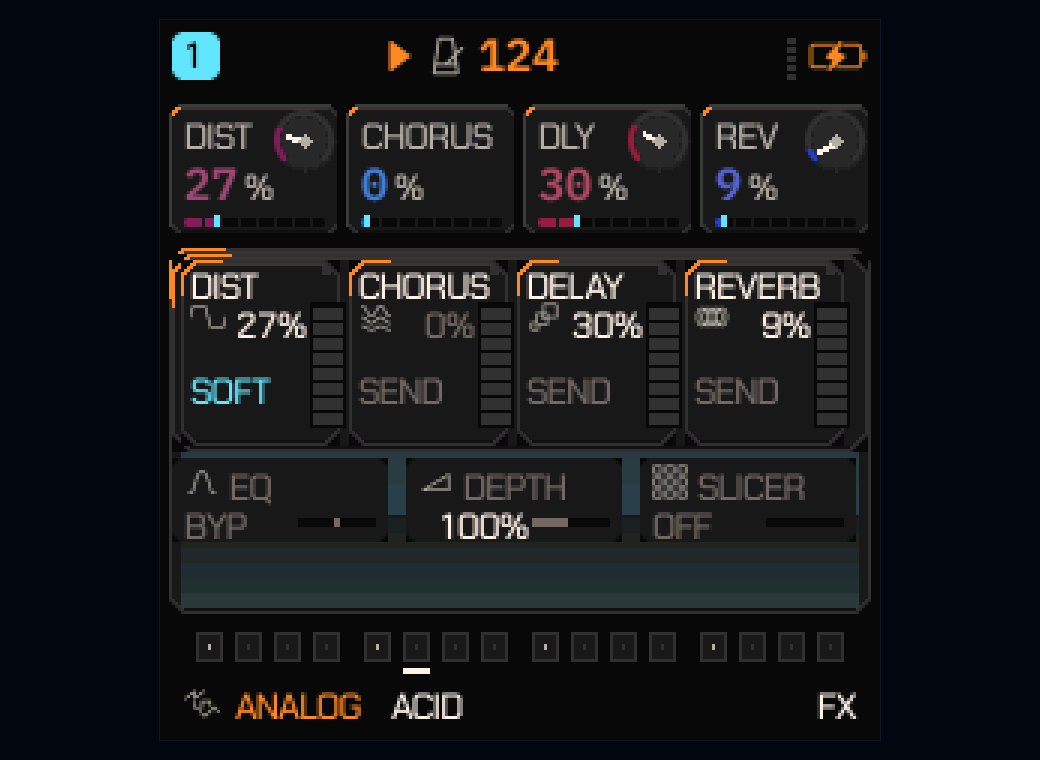 1 124
DIST CHORUS DLY REV
27% 0% 30% 9%
DIST CHORUS DELAY REVERB
27% 0% 30% 9%
SOFT SEND SEND SEND
EQ DEPTH SLICER
BYP 100% OFF
ANALOG ACID FX